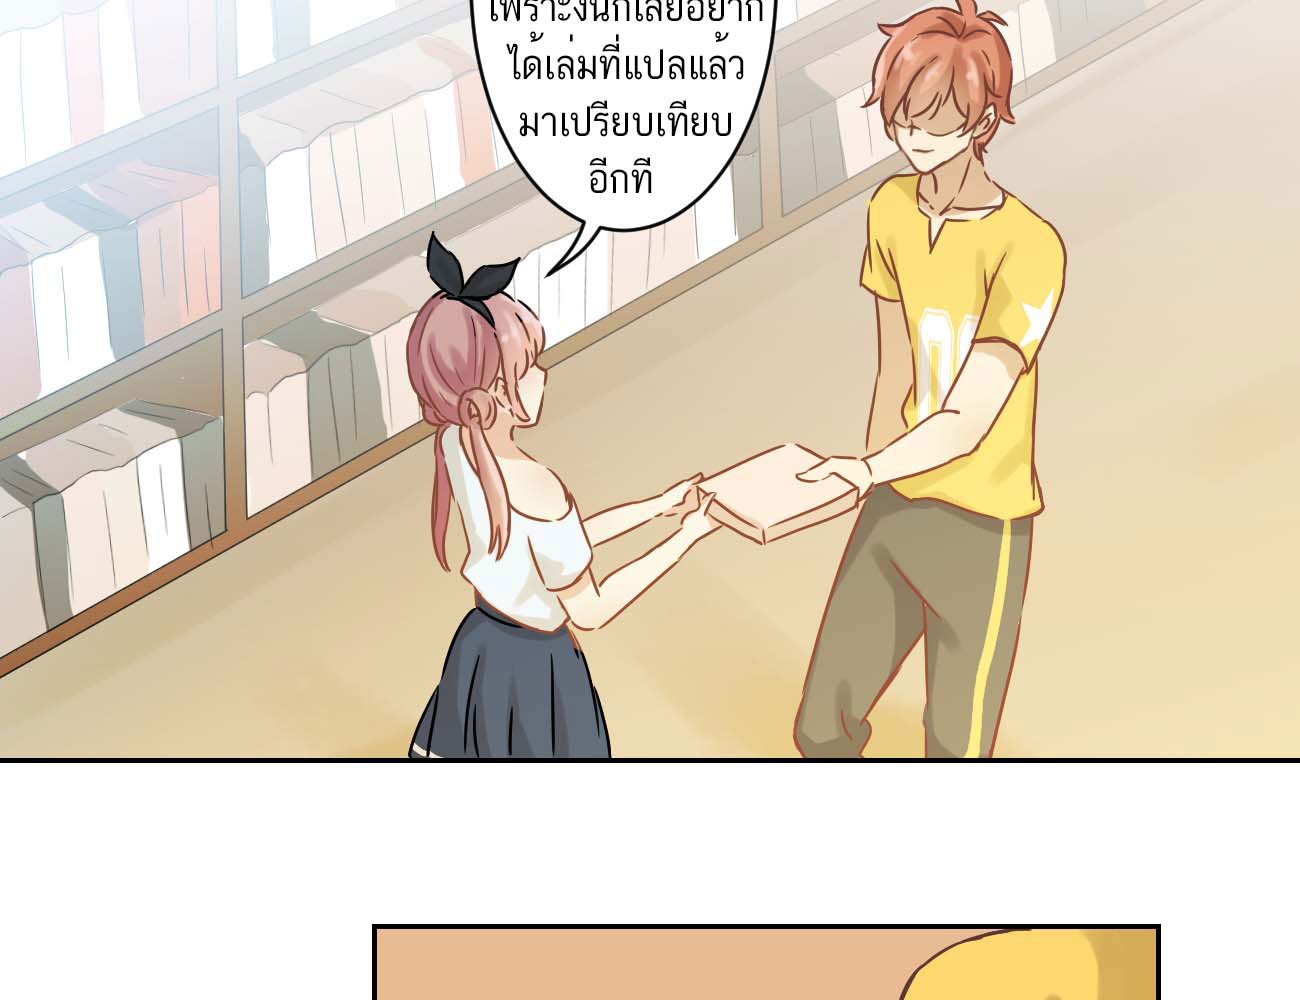 เพราะงั้นก็เลยอยาก
ได้เล่มที่แปลแล้ว
มาเปรียบเทียบ
อีกที